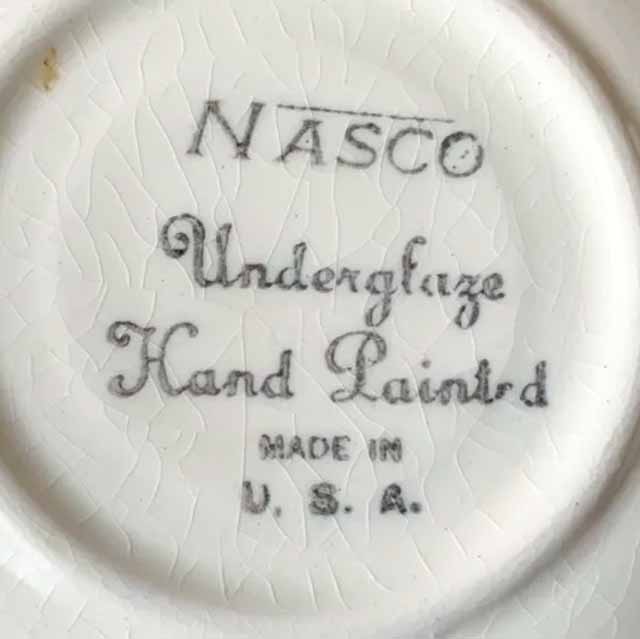 NASCO
Underglaze
Hand Painted
MADE IN
U. S. A.